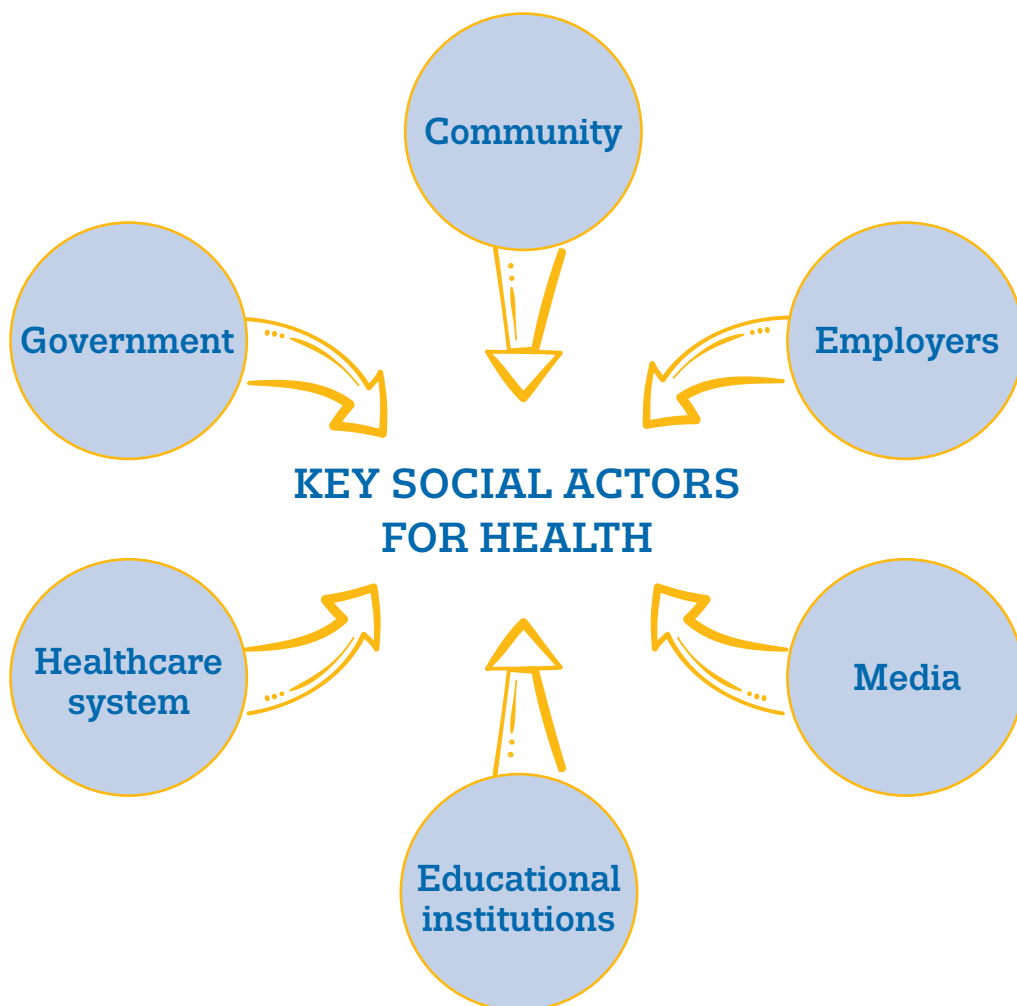 Community
Government
Employers
KEY SOCIAL ACTORS
FOR HEALTH
Healthcare
system
Media
Educational
institutions